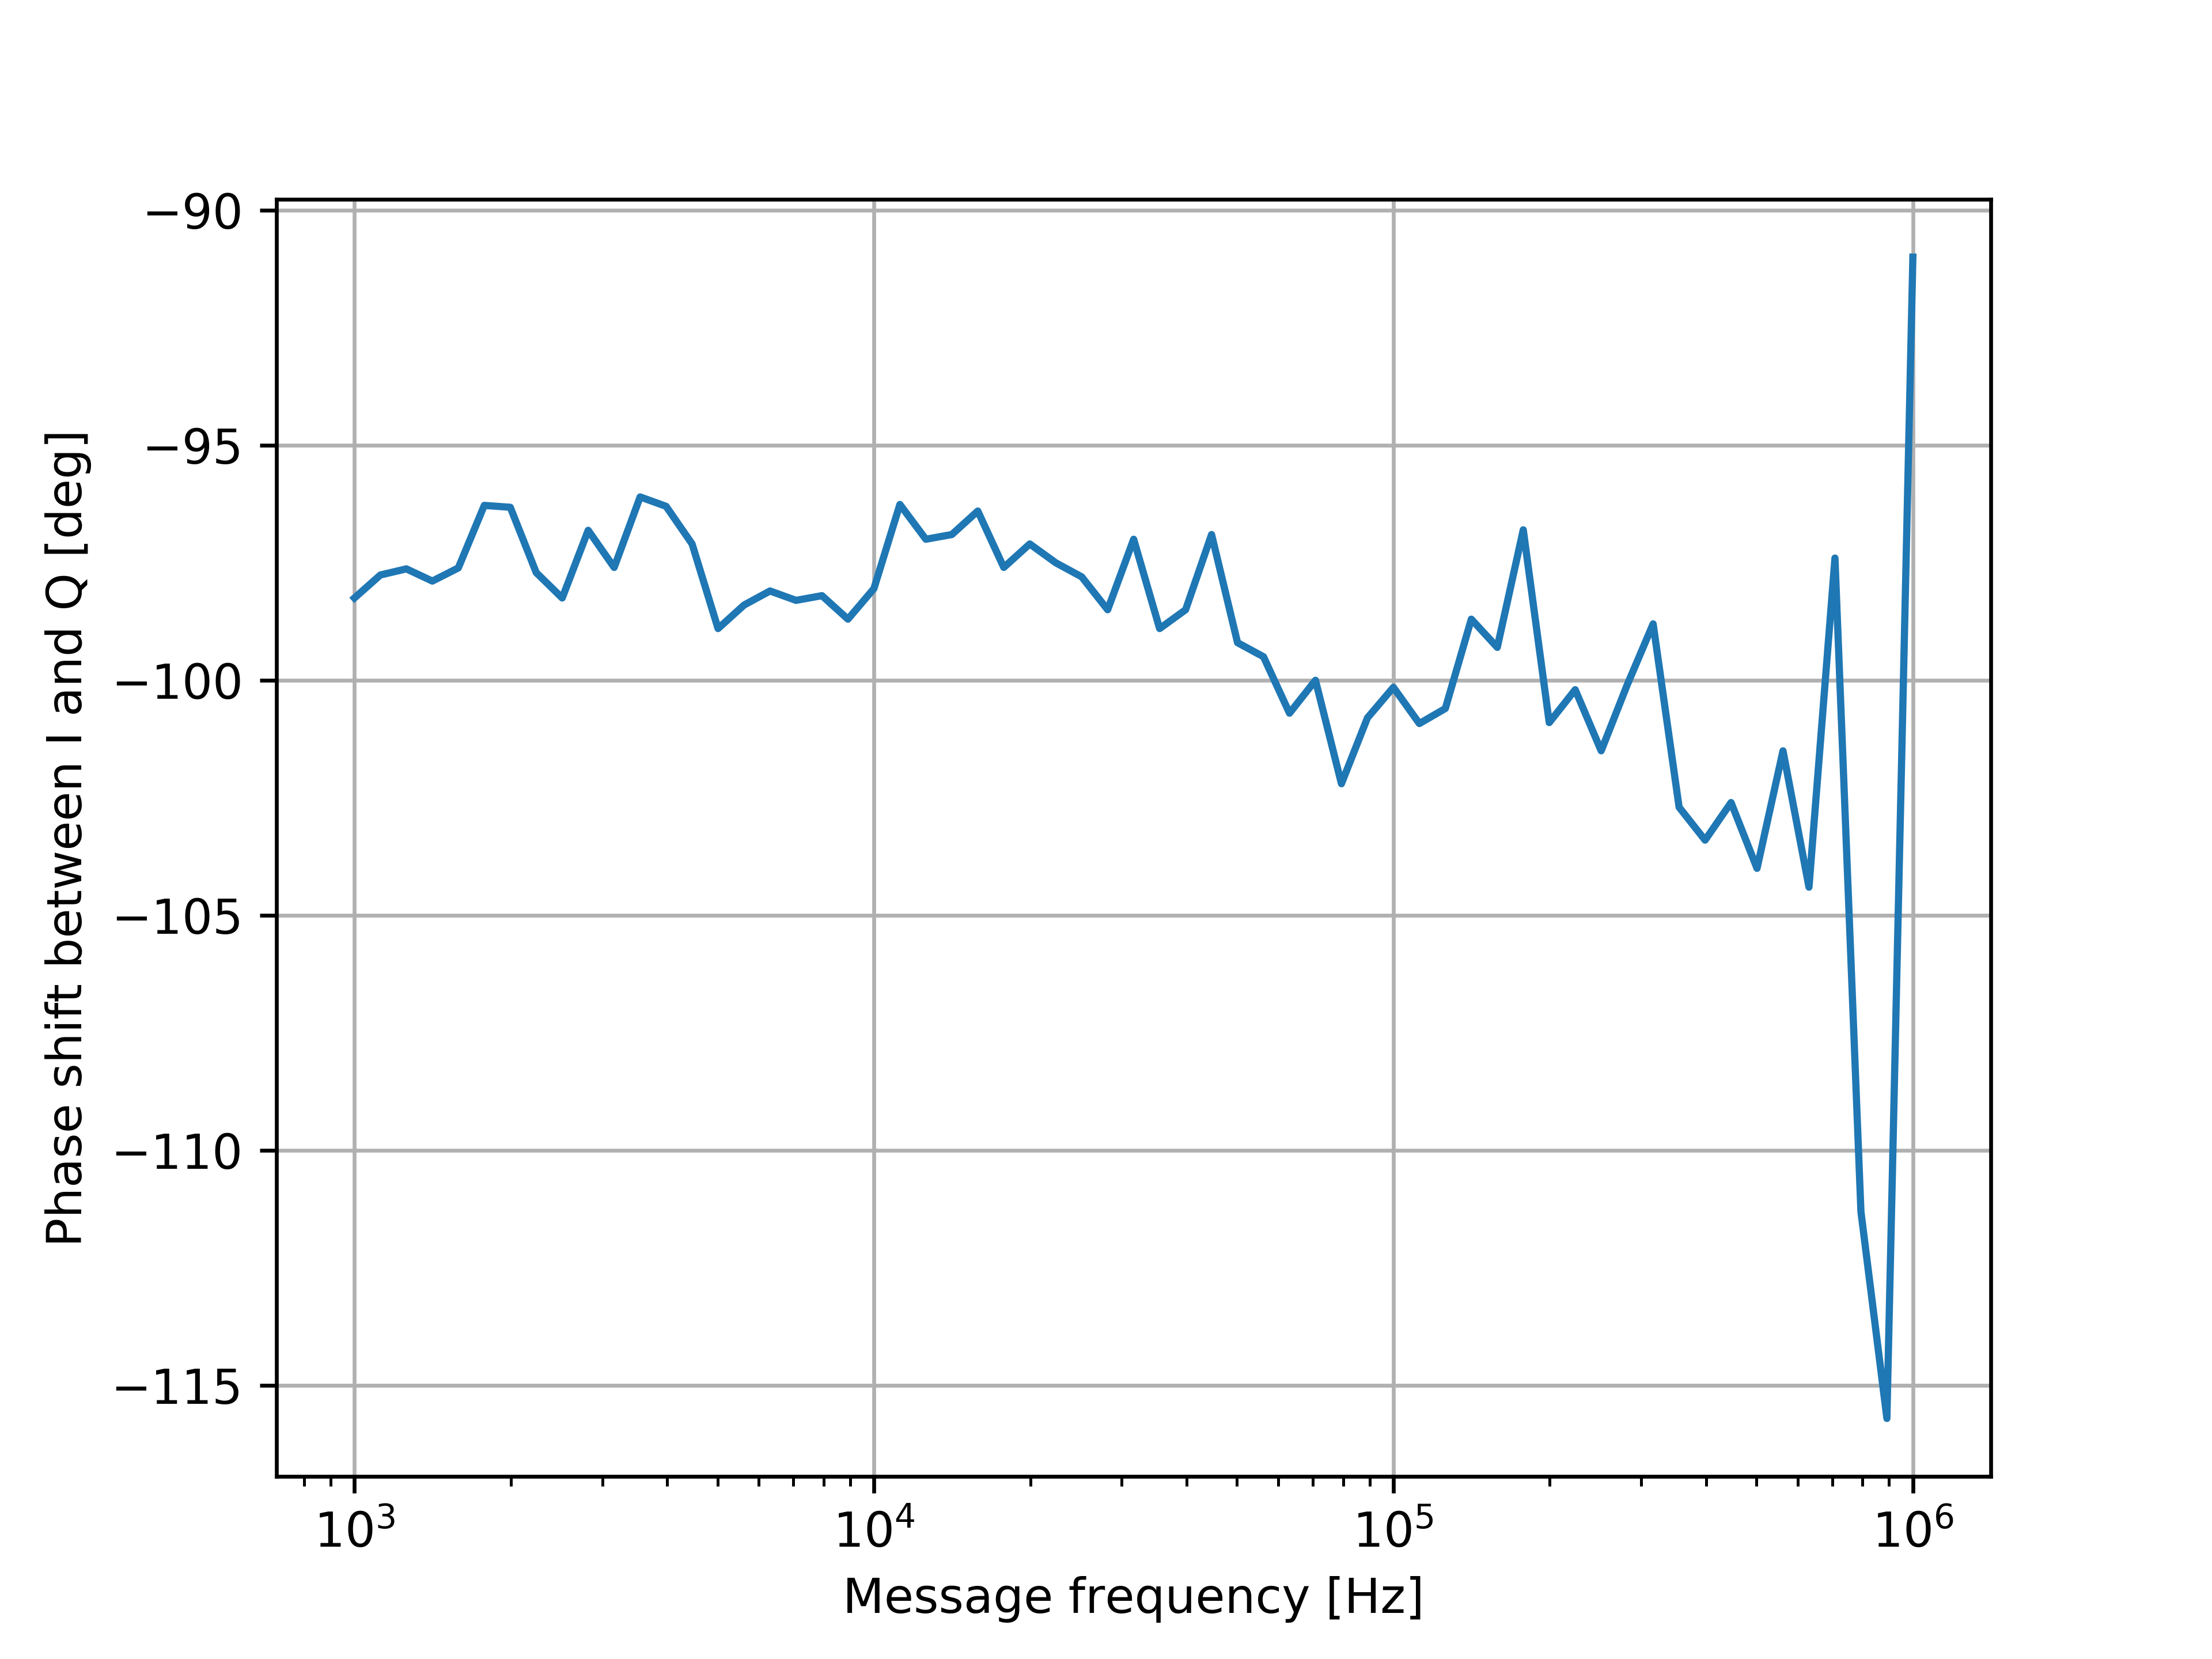 Phase shift between I and Q [deg]
−90
−95
−100
−105
−110
−115
10³ 10⁴ 10⁵ 10⁶
Message frequency [Hz]